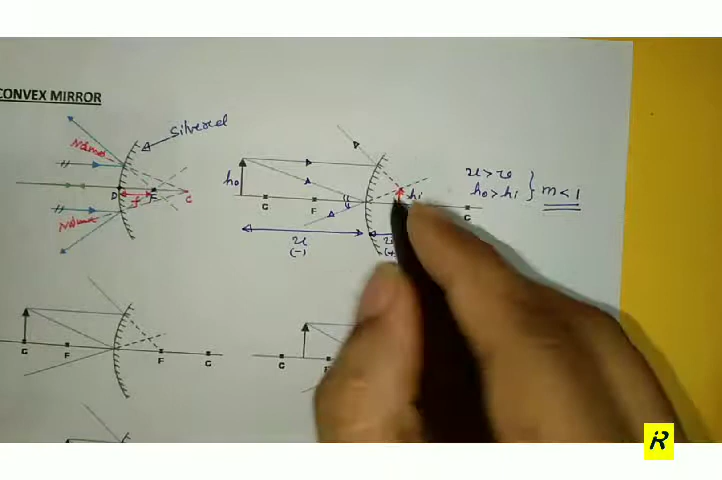 CONVEX MIRROR
Silvered
Normal
D
F
f
C
Normal
ho
C
F
hi
C
u
(-)
u>v
ho>hi } m<1
C
F
F
C
C
F
R